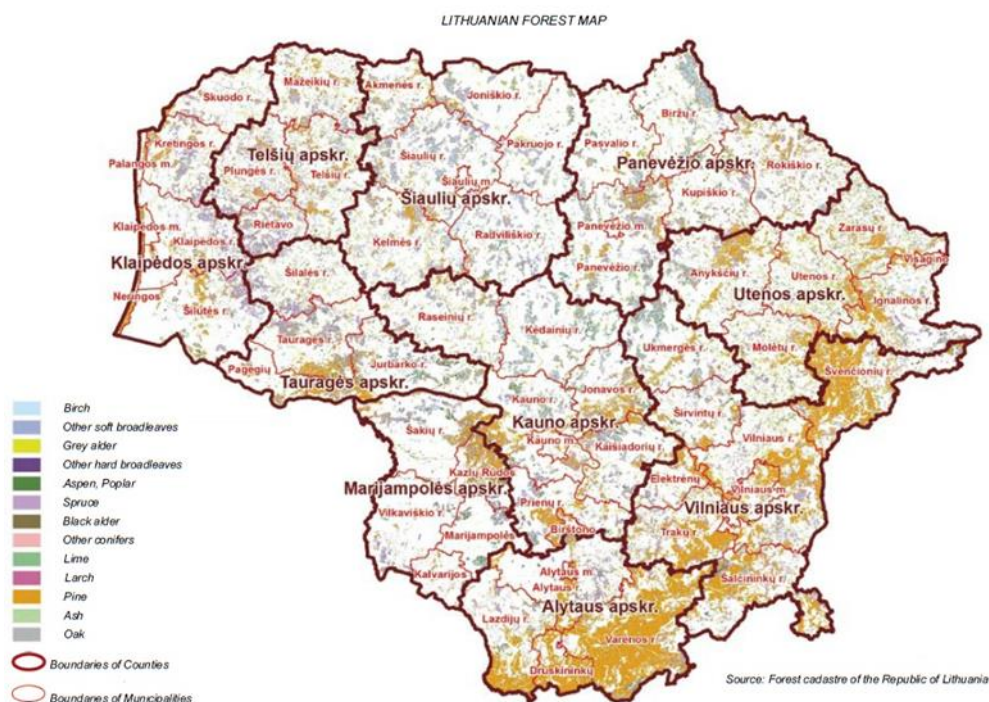 LITHUANIAN FOREST MAP
Mažeikių r.
Akmenės r.
Skuodo r.
Joniškio r.
Biržų r.
Kretingos r.
Pakruojo r.
Pasvalio r.
Telšių apskr.
Šiaulių r.
Panevėžio apskr.
Rokiškio r.
Palangos m.
Plungės r.
Telšių r.
Šiaulių m.
Šiaulių apskr.
Kupiškio r.
Rietavo
Klaipėdos m.
Klaipėdos r.
Kelmės r.
Radviliškio r.
Panevėžio m.
Zarasų r.
Klaipėdos apskr.
Šilalės r.
Panevėžio r.
Anykščių r.
Utenos r.
Visagino
Neringos
Utenos apskr.
Ignalinos r.
Šilutės r.
Raseinių r.
Kėdainių r.
Tauragės r.
Ukmergės r.
Molėtų r.
Pagėgių
Jurbarko r.
Švenčionių r.
Tauragės apskr.
Jonavos r.
Kauno r.
Širvintų r.
Kauno apskr.
Šakių r.
Kauno m.
Kaišiadorių r.
Vilniaus r.
Kazlų Rūdos
Elektrėnų
Marijampolės apskr.
Vilniaus m.
Prienų r.
Vilniaus apskr.
Vilkaviškio r.
Birštono
Trakų r.
Marijampolės
Kalvarijos
Alytaus m.
Šalčininkų r.
Alytaus r.
Alytaus apskr.
Lazdijų r.
Varėnos r.
Druskininkų
Birch
Other soft broadleaves
Grey alder
Other hard broadleaves
Aspen, Poplar
Spruce
Black alder
Other conifers
Lime
Larch
Pine
Ash
Oak
Boundaries of Counties
Boundaries of Municipalities
Source: Forest cadastre of the Republic of Lithuania